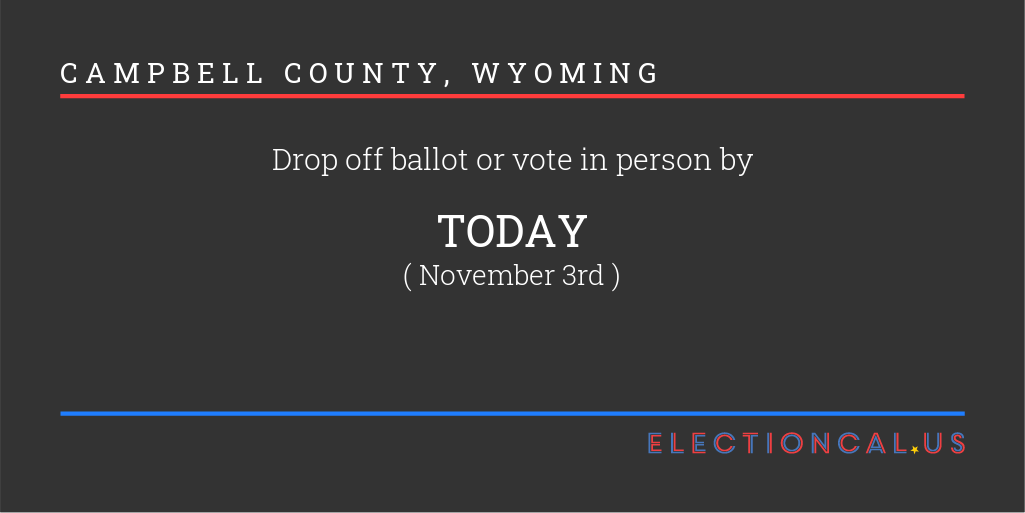 CAMPBELL COUNTY, WYOMING
Drop off ballot or vote in person by
TODAY
( November 3rd )
ELECTIONCAL.US